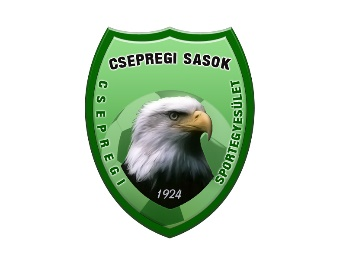 CSEPREGI SASOK
CSEPREGI
SPORTEGYESÜLET
1924